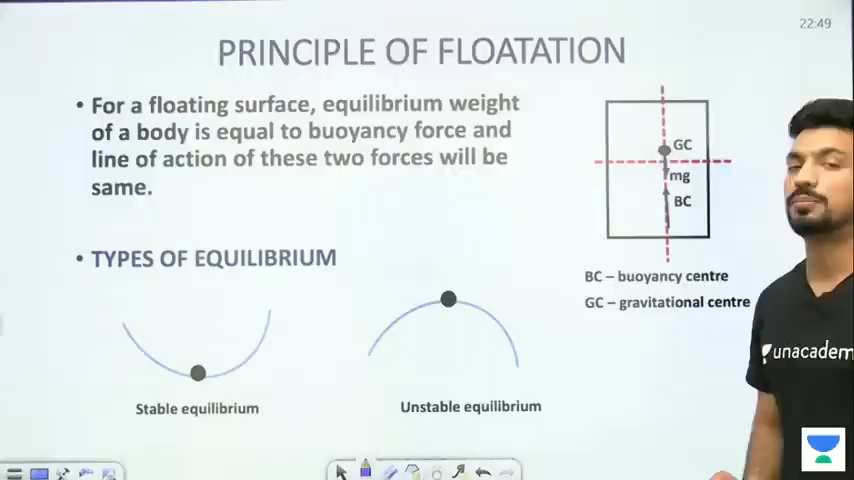 22:49
PRINCIPLE OF FLOATATION
• For a floating surface, equilibrium weight
of a body is equal to buoyancy force and
line of action of these two forces will be
same.
GC
mg
BC
BC – buoyancy centre
GC – gravitational centre
• TYPES OF EQUILIBRIUM
Stable equilibrium
Unstable equilibrium
unacadem